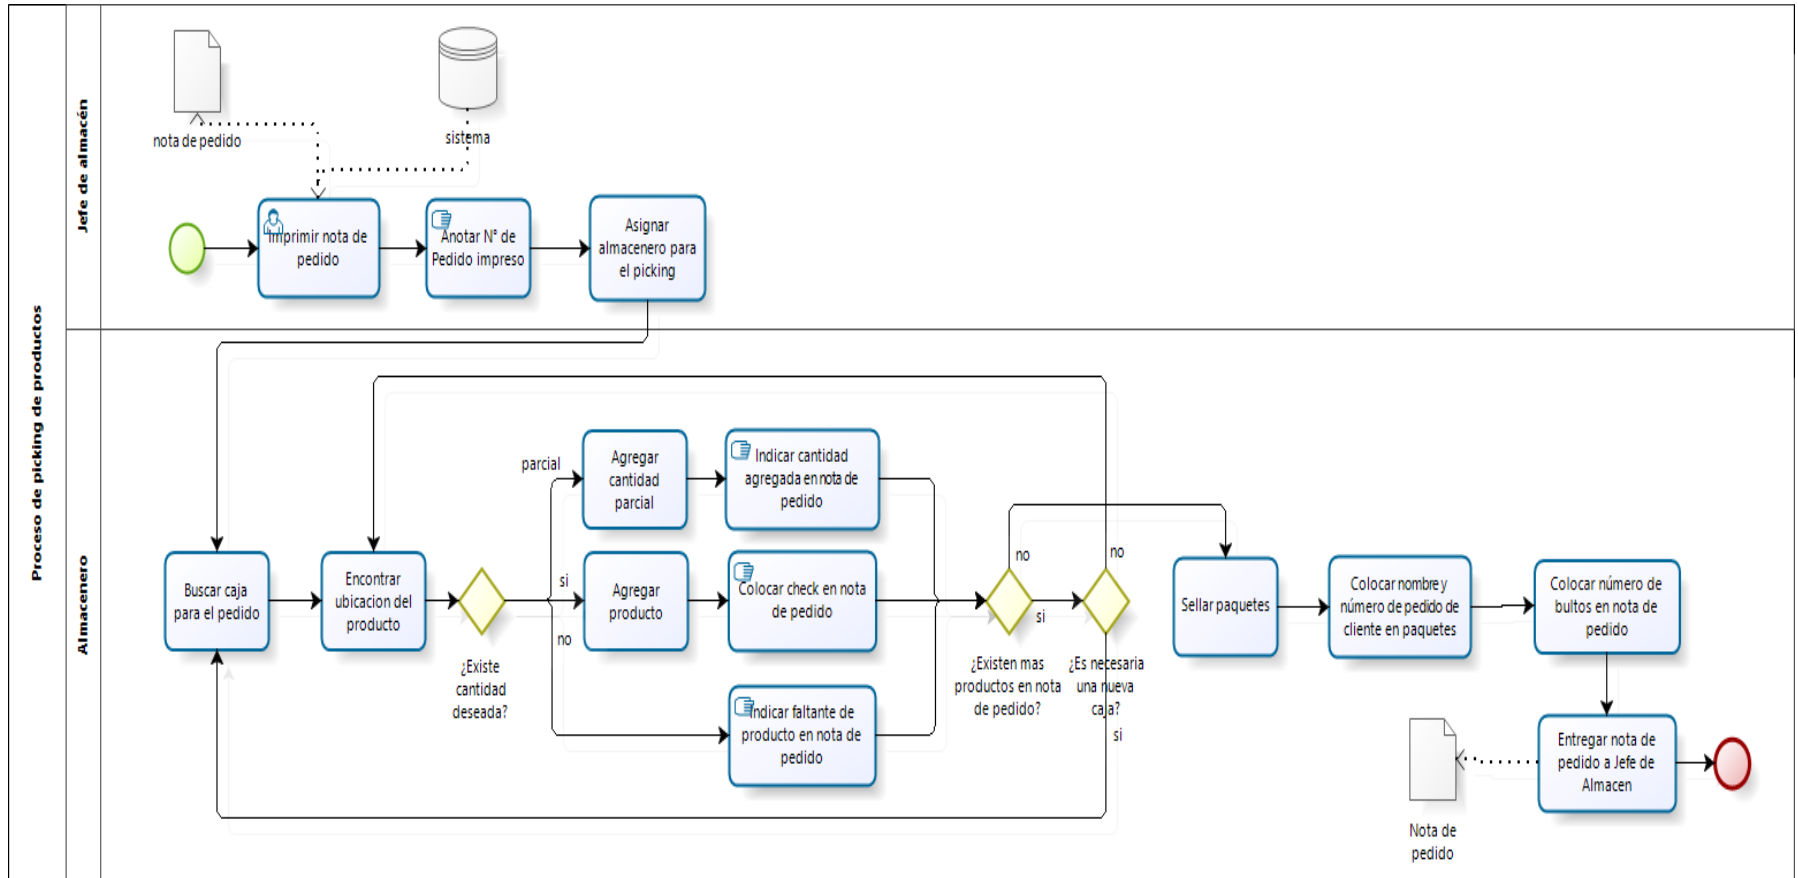 Proceso de picking de productos
Jefe de almacén
nota de pedido
sistema
Imprimir nota de
pedido
Anotar N° de
Pedido impreso
Asignar
almacenero para
el picking
Almacenero
Buscar caja
para el pedido
Encontrar
ubicacion del
producto
¿Existe
cantidad
deseada?
parcial
si
no
Agregar
cantidad
parcial
Indicar cantidad
agregada en nota de
pedido
Agregar
producto
Colocar check en nota
de pedido
Indicar faltante de
producto en nota de
pedido
no
si
¿Existen mas
productos en nota
de pedido?
no
¿Es necesaria
una nueva
caja?
si
Sellar paquetes
Colocar nombre y
número de pedido de
cliente en paquetes
Colocar número de
bultos en nota de
pedido
Entregar nota de
pedido a Jefe de
Almacen
Nota de
pedido